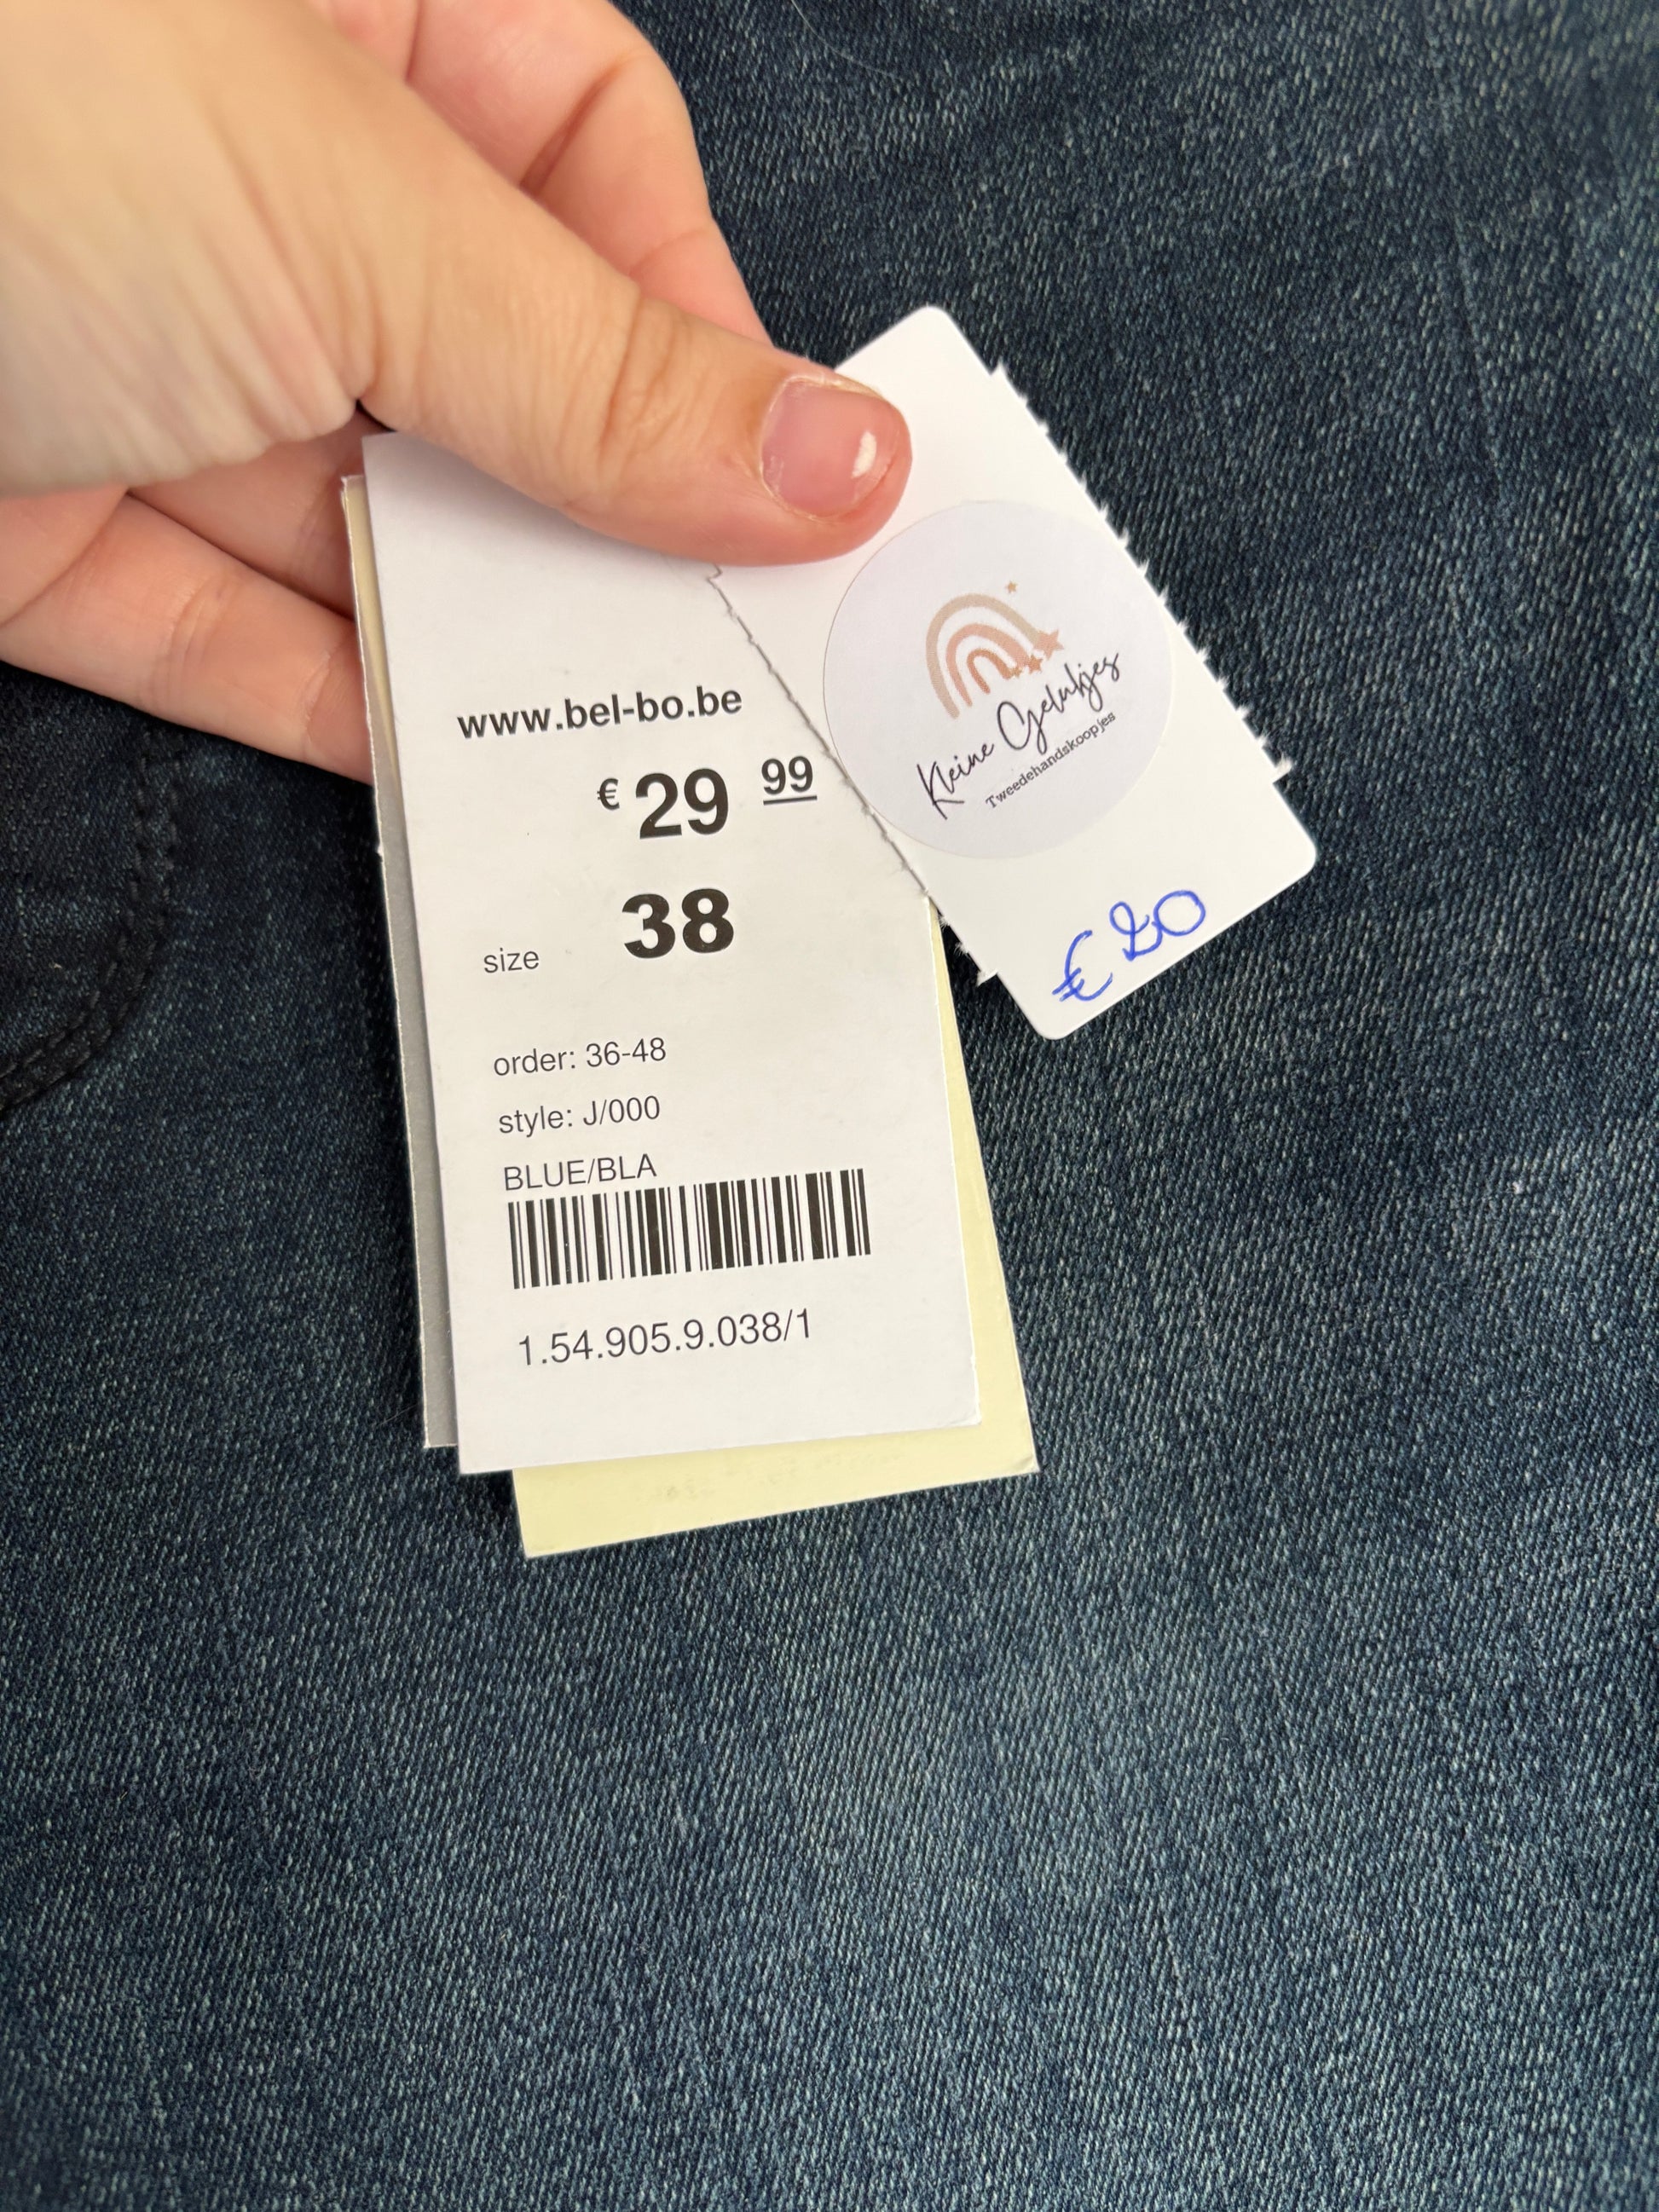 www.bel-bo.be
€ 29 99
size 38
order: 36-48
style: J/000
BLUE/BLA
1.54.905.9.038/1
Kleine Gelukjes
Tweedehandskoopjes
€ 20